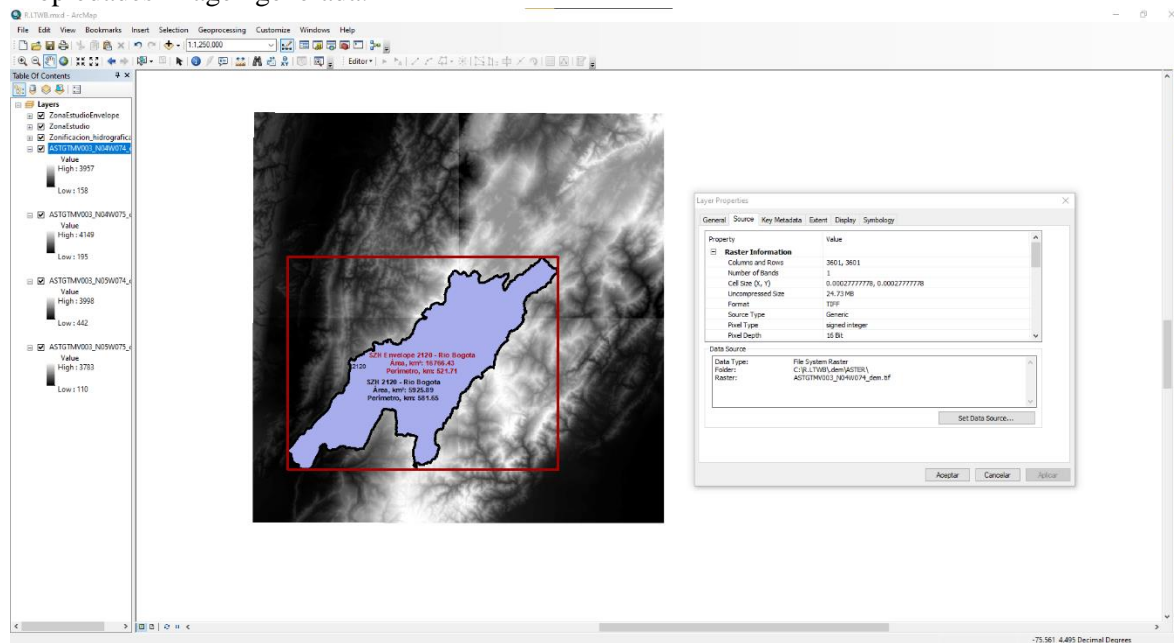 R.LTWB.mxd - ArcMap
File Edit View Bookmarks Insert Selection Geoprocessing Customize Windows Help
1:1,250,000
Editor
Table Of Contents
Layers
ZonaEstudioEnvelope
ZonaEstudio
Zonificacion_hidrografica
ASTGTMV003_N04W074_
Value
High : 3957
Low : 158
ASTGTMV003_N04W075_
Value
High : 4149
Low : 195
ASTGTMV003_N05W074_
Value
High : 3998
Low : 442
ASTGTMV003_N05W075_
Value
High : 3783
Low : 110
SZH Envelope 2120 - Rio Bogota
Área, km²: 16766.43
Perímetro, km: 521.71
2120
SZH 2120 - Rio Bogota
Área, km²: 5925.89
Perímetro, km: 581.65
Layer Properties
General Source Key Metadata Extent Display Symbology
Property Value
Raster Information
Columns and Rows 3601, 3601
Number of Bands 1
Cell Size (X, Y) 0.00027777778, 0.00027777778
Uncompressed Size 24.73 MB
Format TIFF
Source Type Generic
Pixel Type signed integer
Pixel Depth 16 Bit
Data Source
Data Type: File System Raster
Folder: C:\R.LTWB\.dem\ASTER\
Raster: ASTGTMV003_N04W074_dem.tif
Set Data Source...
Aceptar Cancelar Aplicar
-75.561 4.495 Decimal Degrees